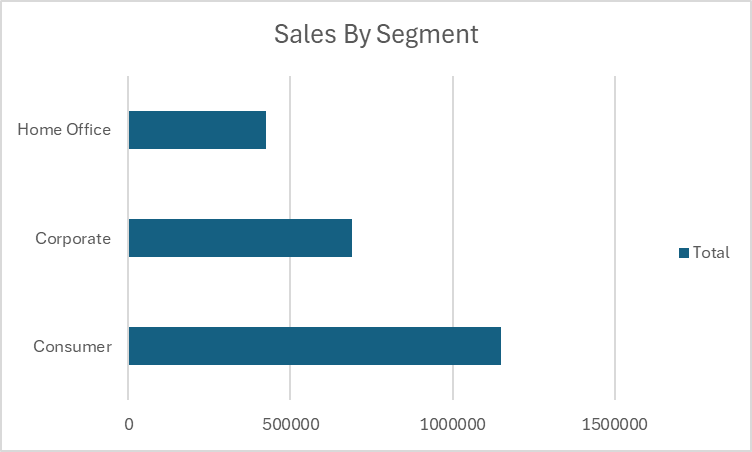 Sales By Segment
Home Office
Corporate
Consumer
Total
0
500000
1000000
1500000